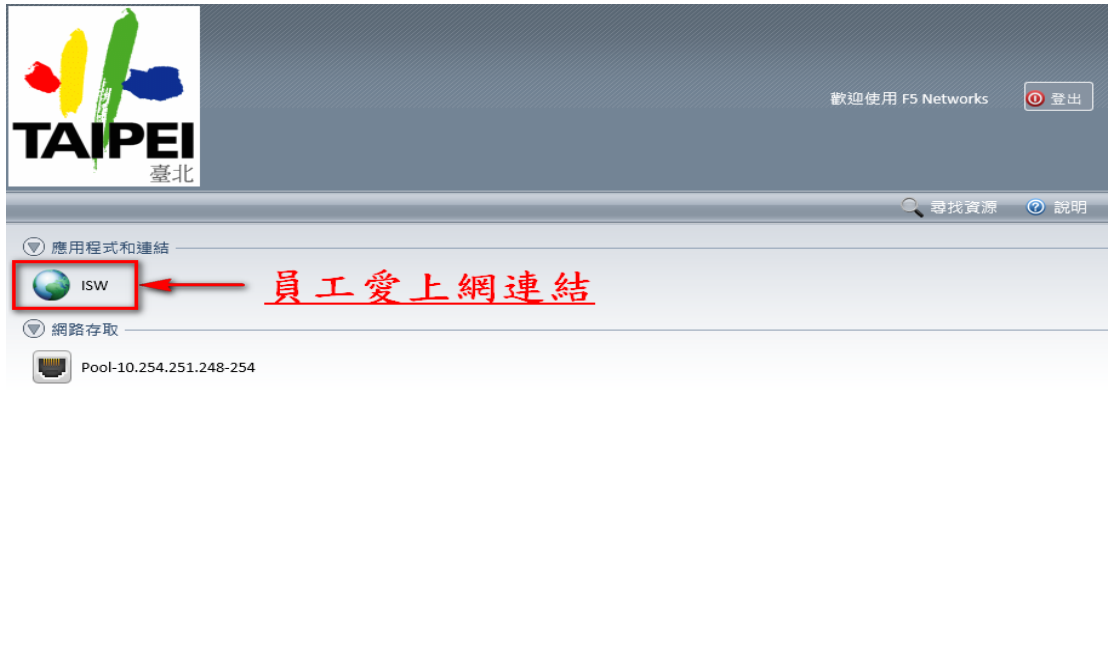 TAIPEI
臺北
歡迎使用 F5 Networks
登出
尋找資源
說明
應用程式和連結
ISW
員工愛上網連結
網路存取
Pool-10.254.251.248-254